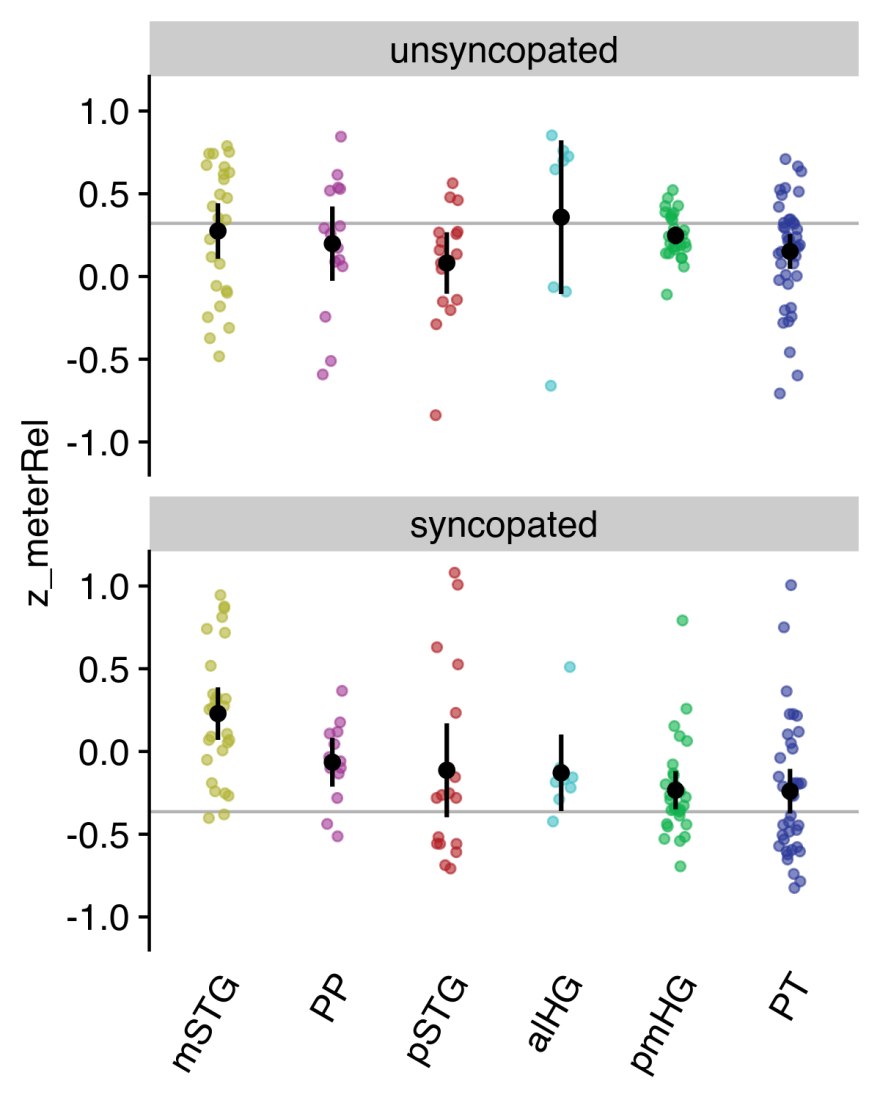 unsyncopated
1.0
0.5
0.0
-0.5
-1.0
z_meterRel
syncopated
1.0
0.5
0.0
-0.5
-1.0
mSTG
PP
pSTG
alHG
pmHG
PT